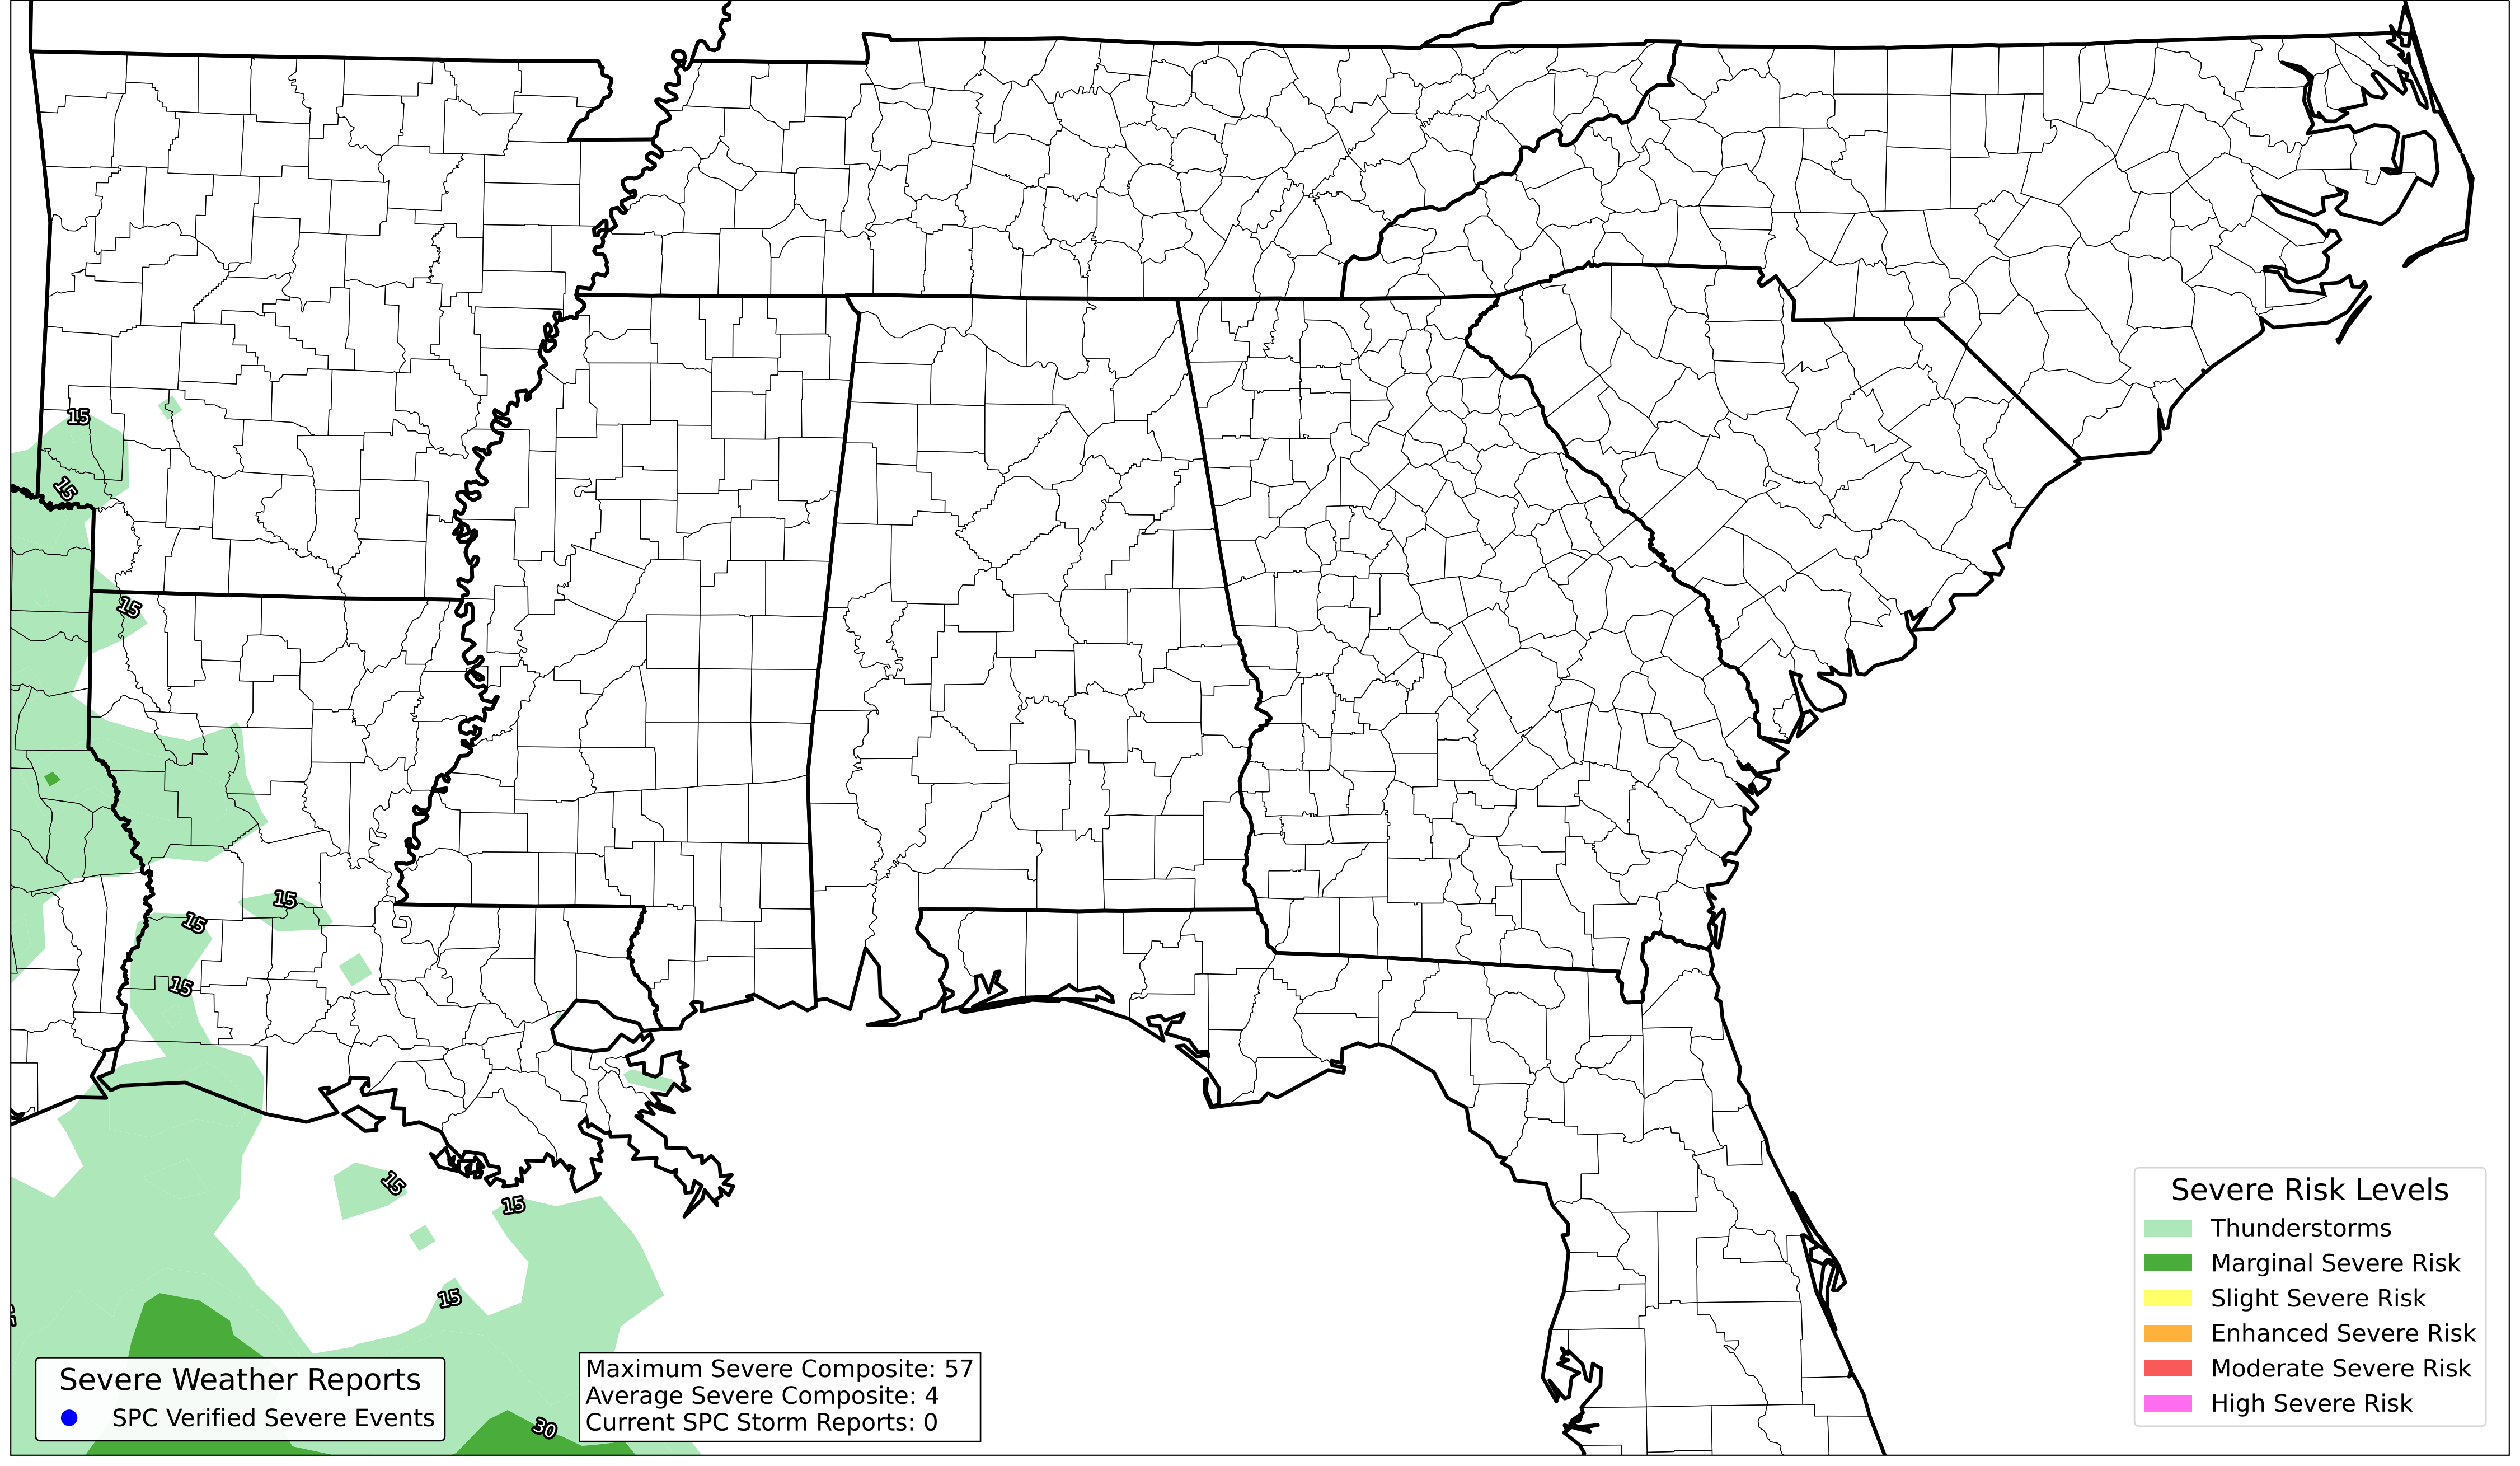 15
15
15
15
15
15
15
15
15
30
Severe Weather Reports
SPC Verified Severe Events
Maximum Severe Composite: 57
Average Severe Composite: 4
Current SPC Storm Reports: 0
Severe Risk Levels
Thunderstorms
Marginal Severe Risk
Slight Severe Risk
Enhanced Severe Risk
Moderate Severe Risk
High Severe Risk